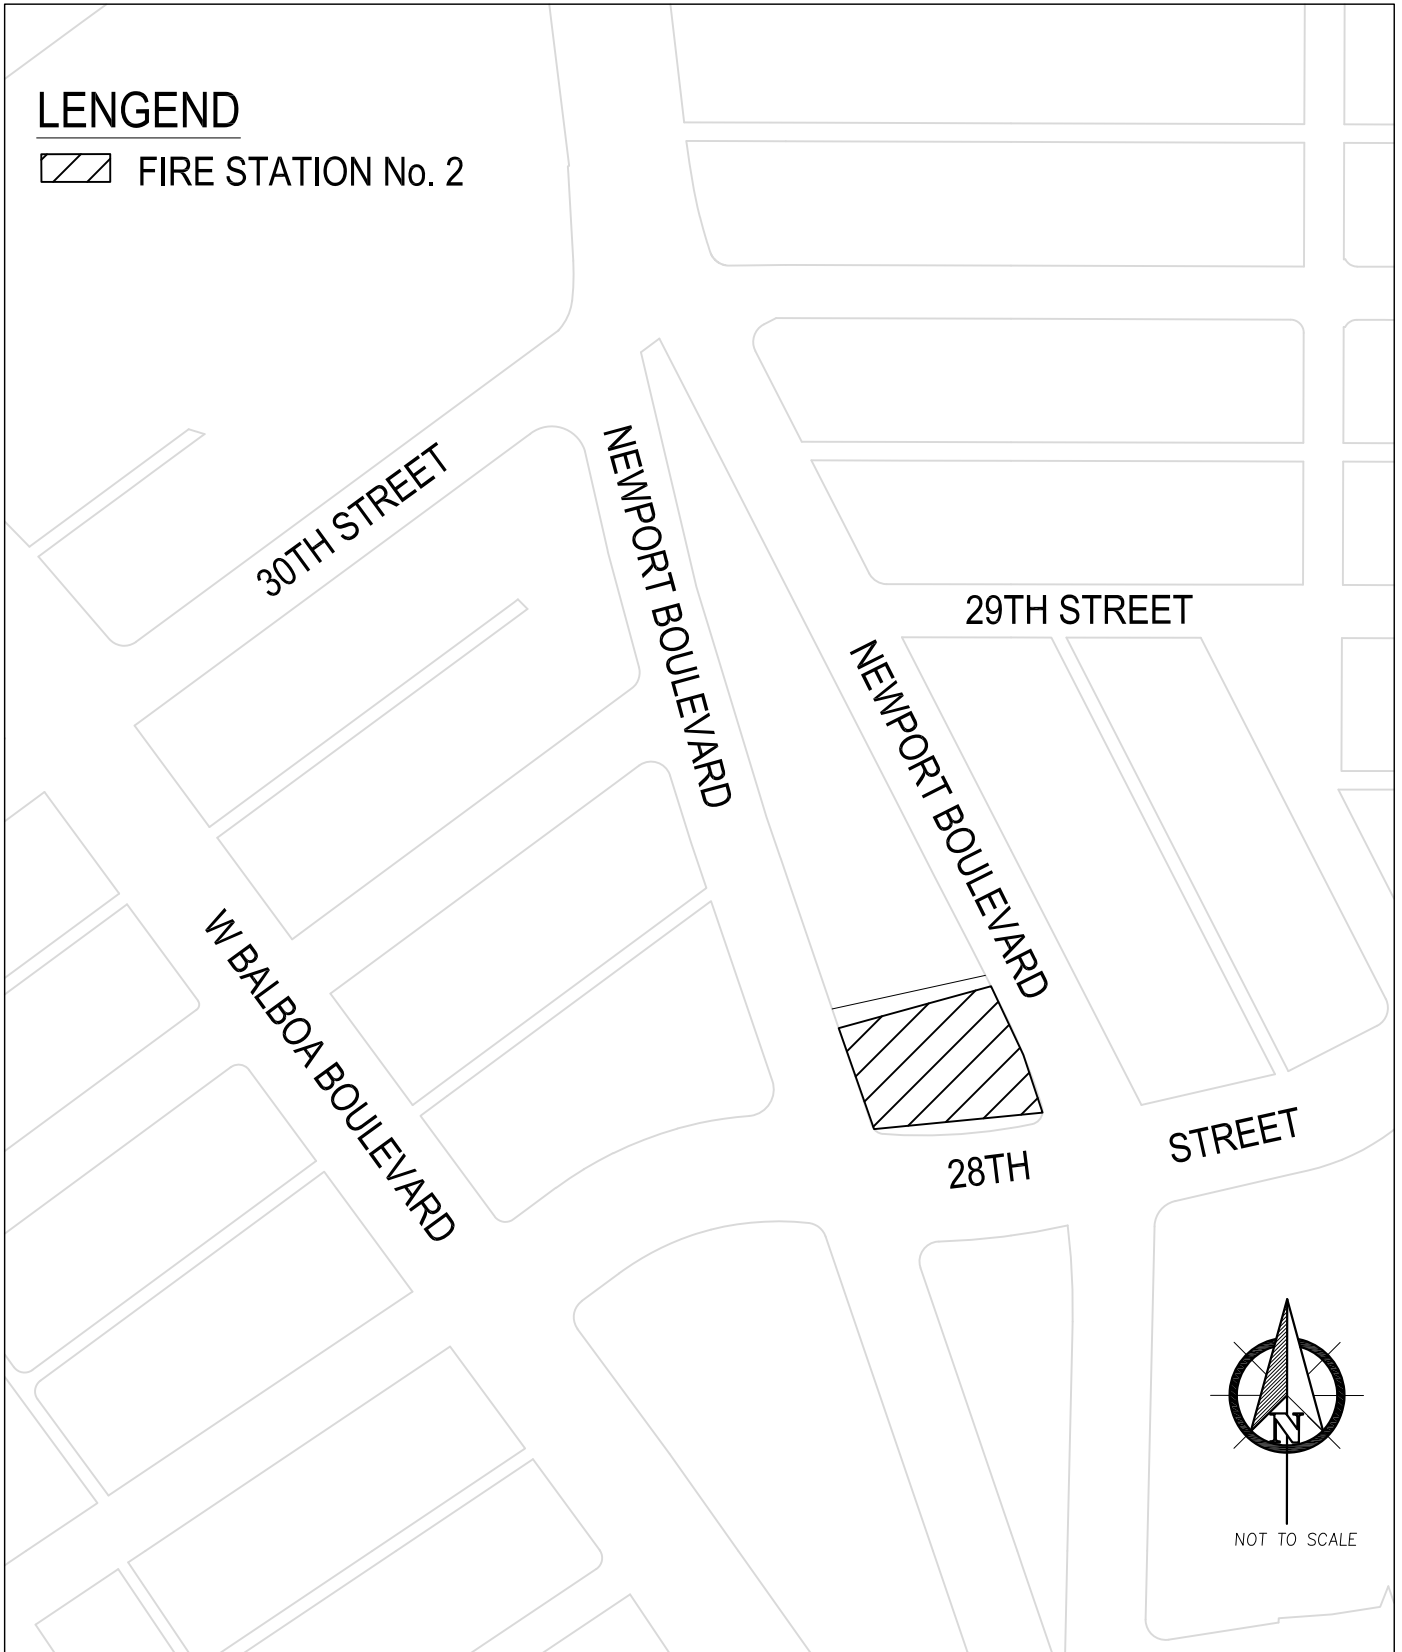 LENGEND
FIRE STATION No. 2
30TH STREET
NEWPORT BOULEVARD
29TH STREET
NEWPORT BOULEVARD
W BALBOA BOULEVARD
28TH STREET
N
NOT TO SCALE